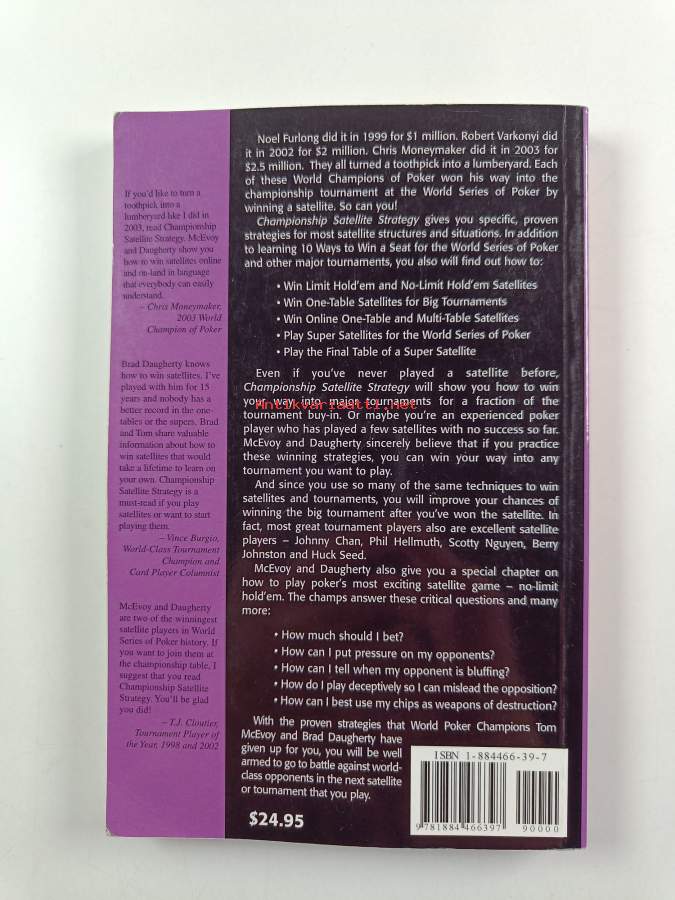 If you'd like to turn a
toothpick into a
lumberyard like I did in
2003, read Championship
Satellite Strategy. McEvoy
and Daugherty show you
how to win satellites online
and on-land in language
that everybody can easily
understand.
– Chris Moneymaker,
2003 World
Champion of Poker
Brad Daugherty knows
how to win satellites. I've
played with him for 15
years and nobody has a
better record in the one-
tables or the supers. Brad
and Tom share valuable
information about how to
win satellites that would
take a lifetime to learn on
your own. Championship
Satellite Strategy is a
must-read if you play
satellites or want to start
playing them.
– Vince Burgio,
World-Class Tournament
Champion and
Card Player Columnist
McEvoy and Daugherty
are two of the winningest
satellite players in World
Series of Poker history. If
you want to join them at
the championship table, I
suggest that you read
Championship Satellite
Strategy. You'll be glad
you did!
– T.J. Cloutier,
Tournament Player of
the Year, 1998 and 2002
Noel Furlong did it in 1999 for $1 million. Robert Varkonyi did
it in 2002 for $2 million. Chris Moneymaker did it in 2003 for
$2.5 million. They all turned a toothpick into a lumberyard. Each
of these World Champions of Poker won his way into the
championship tournament at the World Series of Poker by
winning a satellite. So can you!
Championship Satellite Strategy gives you specific, proven
strategies for most satellite structures and situations. In addition
to learning 10 Ways to Win a Seat for the World Series of Poker
and other major tournaments, you also will find out how to:
• Win Limit Hold'em and No-Limit Hold'em Satellites
• Win One-Table Satellites for Big Tournaments
• Win Online One-Table and Multi-Table Satellites
• Play Super Satellites for the World Series of Poker
• Play the Final Table of a Super Satellite
Even if you've never played a satellite before,
Championship Satellite Strategy will show you how to win
your way into major tournaments for a fraction of the
Antikvariaatti.net
tournament buy-in. Or maybe you're an experienced poker
player who has played a few satellites with no success so far.
McEvoy and Daugherty sincerely believe that if you practice
these winning strategies, you can win your way into any
tournament you want to play.
And since you use so many of the same techniques to win
satellites and tournaments, you will improve your chances of
winning the big tournament after you've won the satellite. In
fact, most great tournament players also are excellent satellite
players – Johnny Chan, Phil Hellmuth, Scotty Nguyen, Berry
Johnston and Huck Seed.
McEvoy and Daugherty also give you a special chapter on
how to play poker's most exciting satellite game – no-limit
hold'em. The champs answer these critical questions and many
more:
• How much should I bet?
• How can I put pressure on my opponents?
• How can I tell when my opponent is bluffing?
• How do I play deceptively so I can mislead the opposition?
• How can I best use my chips as weapons of destruction?
With the proven strategies that World Poker Champions Tom
McEvoy and Brad Daugherty have
given up for you, you will be well
armed to go to battle against world-
class opponents in the next satellite
or tournament that you play.
$24.95
ISBN 1-884466-39-7
9 781884 466397 90000